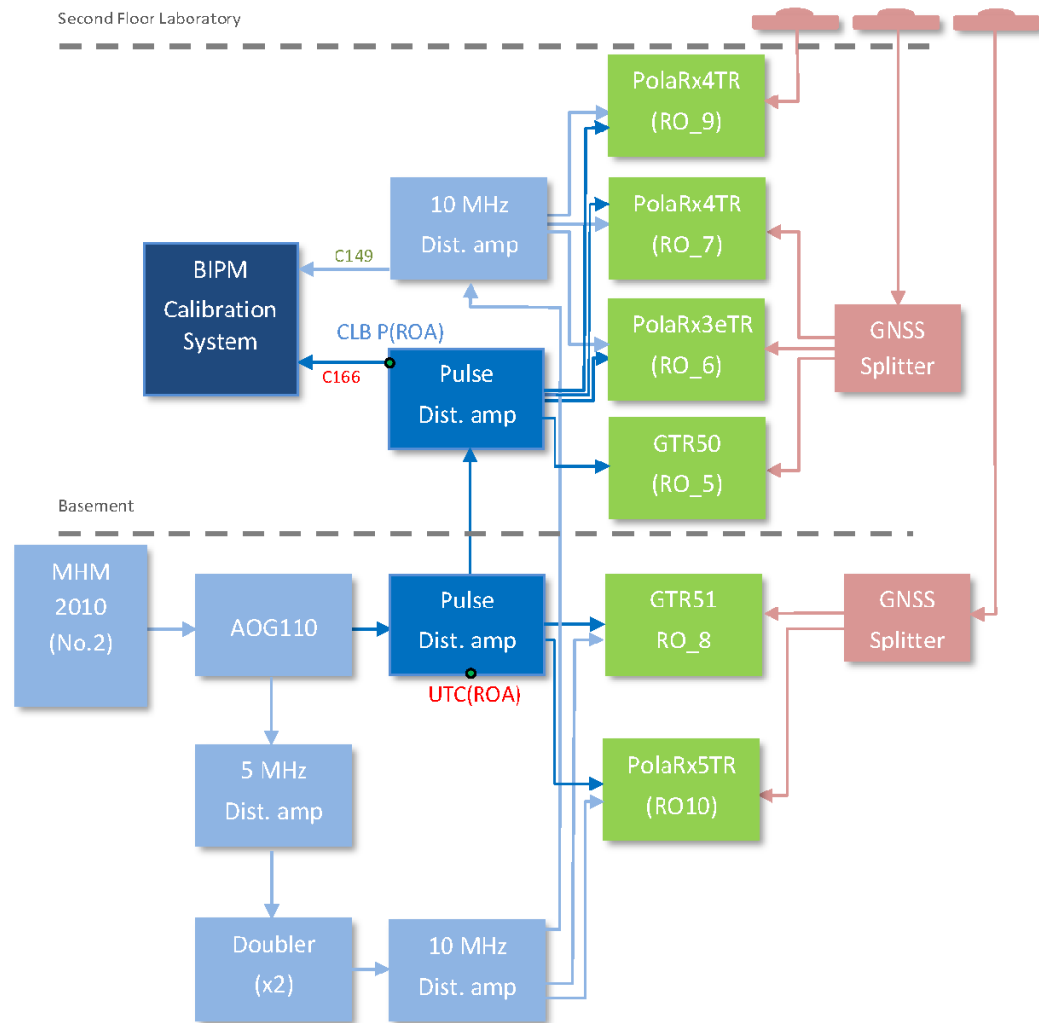 Second Floor Laboratory
PolaRx4TR
(RO_9)
10 MHz
Dist. amp
PolaRx4TR
(RO_7)
C149
BIPM
Calibration
System
CLB P(ROA)
C166
Pulse
Dist. amp
PolaRx3eTR
(RO_6)
GNSS
Splitter
GTR50
(RO_5)
Basement
MHM
2010
(No.2)
AOG110
Pulse
Dist. amp
UTC(ROA)
GTR51
RO_8
GNSS
Splitter
5 MHz
Dist. amp
PolaRx5TR
(RO10)
Doubler
(x2)
10 MHz
Dist. amp